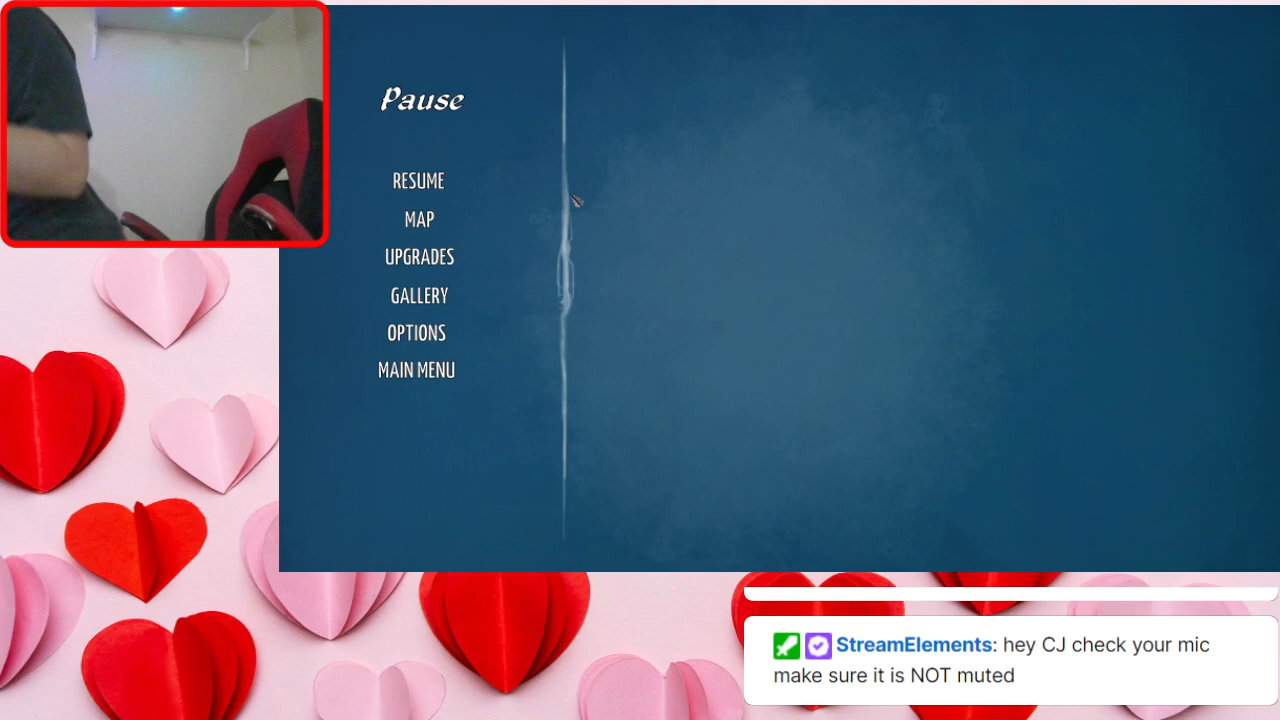 Pause
RESUME
MAP
UPGRADES
GALLERY
OPTIONS
MAIN MENU
StreamElements: hey CJ check your mic
make sure it is NOT muted